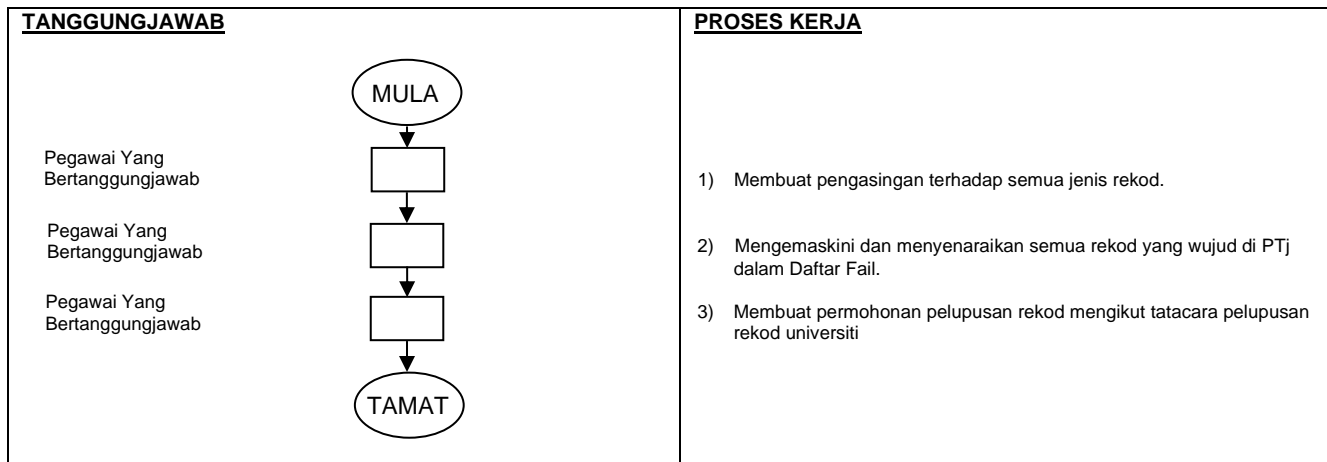 TANGGUNGJAWAB
MULA
Pegawai Yang
Bertanggungjawab
Pegawai Yang
Bertanggungjawab
Pegawai Yang
Bertanggungjawab
TAMAT
PROSES KERJA
1) Membuat pengasingan terhadap semua jenis rekod.
2) Mengemaskini dan menyenaraikan semua rekod yang wujud di PTj
dalam Daftar Fail.
3) Membuat permohonan pelupusan rekod mengikut tatacara pelupusan
rekod universiti